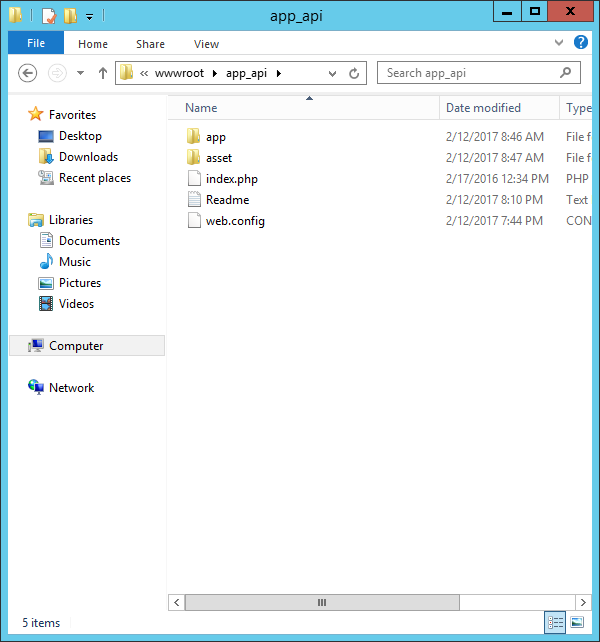 app_api
File Home Share View
« wwwroot app_api Search app_api
Name Date modified Type
Favorites
Desktop
Downloads
Recent places
Libraries
Documents
Music
Pictures
Videos
Computer
Network
app 2/12/2017 8:46 AM File f
asset 2/12/2017 8:47 AM File f
index.php 2/17/2016 12:34 PM PHP
Readme 2/12/2017 8:10 PM Text
web.config 2/12/2017 7:44 PM CON
5 items